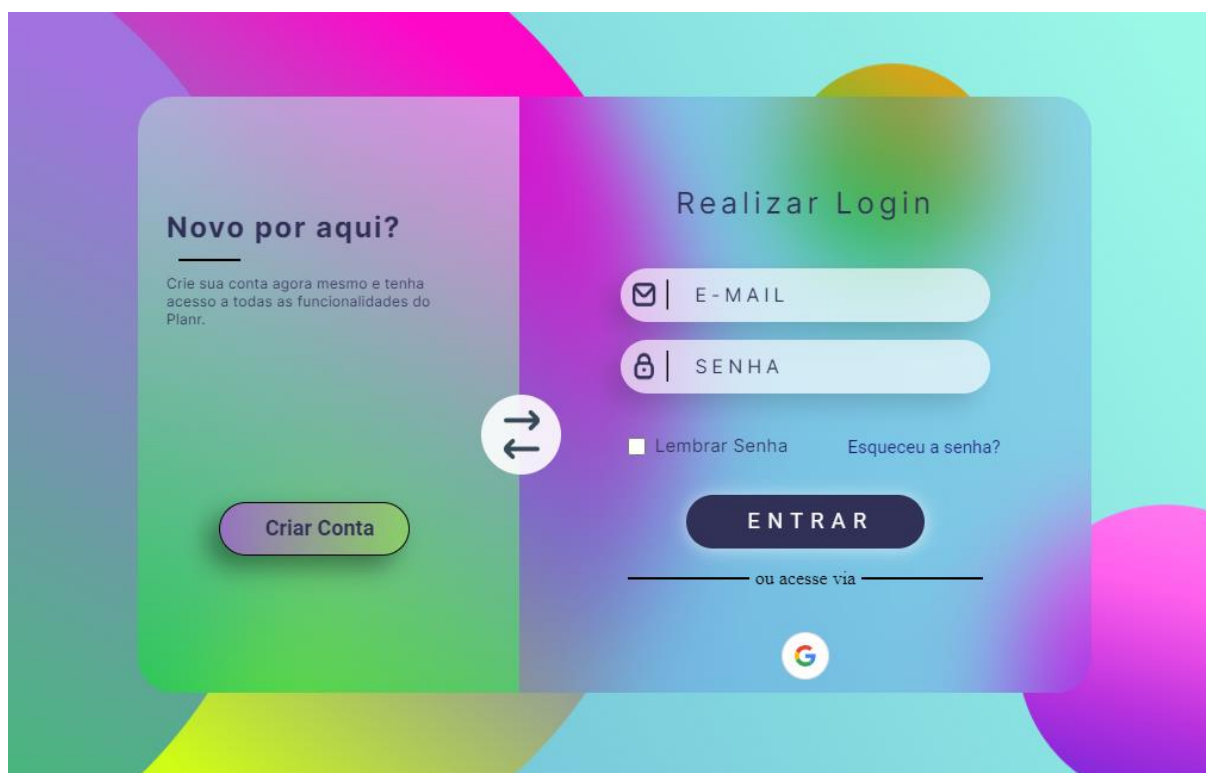 Novo por aqui?
Crie sua conta agora mesmo e tenha
acesso a todas as funcionalidades do
Planr.
Criar Conta
Realizar Login
E-MAIL
SENHA
Lembrar Senha
Esqueceu a senha?
ENTRAR
ou acesse via
G